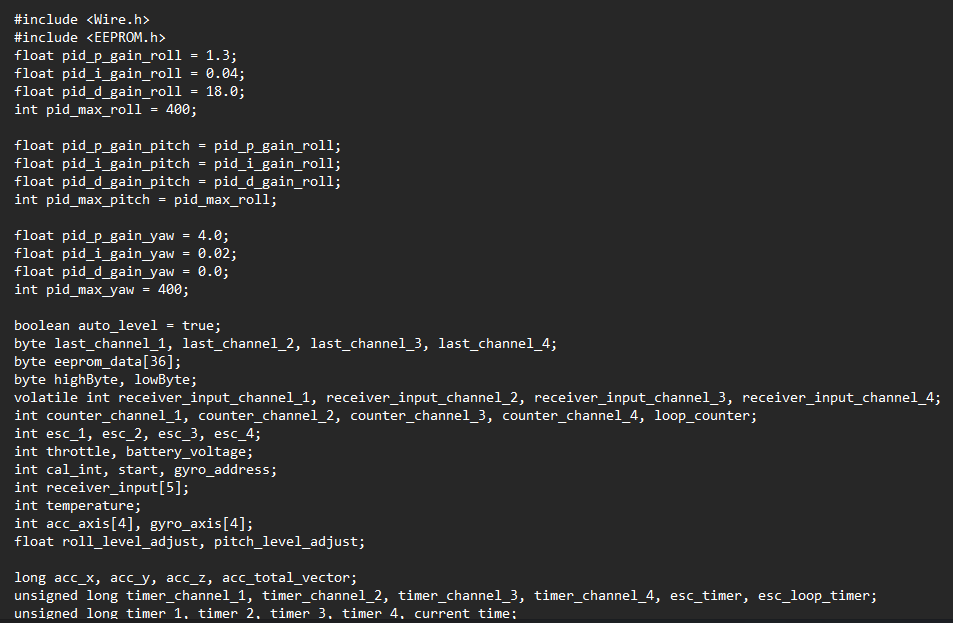 #include <Wire.h>
#include <EEPROM.h>
float pid_p_gain_roll = 1.3;
float pid_i_gain_roll = 0.04;
float pid_d_gain_roll = 18.0;
int pid_max_roll = 400;

float pid_p_gain_pitch = pid_p_gain_roll;
float pid_i_gain_pitch = pid_i_gain_roll;
float pid_d_gain_pitch = pid_d_gain_roll;
int pid_max_pitch = pid_max_roll;

float pid_p_gain_yaw = 4.0;
float pid_i_gain_yaw = 0.02;
float pid_d_gain_yaw = 0.0;
int pid_max_yaw = 400;

boolean auto_level = true;
byte last_channel_1, last_channel_2, last_channel_3, last_channel_4;
byte eeprom_data[36];
byte highByte, lowByte;
volatile int receiver_input_channel_1, receiver_input_channel_2, receiver_input_channel_3, receiver_input_channel_4;
int counter_channel_1, counter_channel_2, counter_channel_3, counter_channel_4, loop_counter;
int esc_1, esc_2, esc_3, esc_4;
int throttle, battery_voltage;
int cal_int, start, gyro_address;
int receiver_input[5];
int temperature;
int acc_axis[4], gyro_axis[4];
float roll_level_adjust, pitch_level_adjust;

long acc_x, acc_y, acc_z, acc_total_vector;
unsigned long timer_channel_1, timer_channel_2, timer_channel_3, timer_channel_4, esc_timer, esc_loop_timer;
unsigned long timer_1, timer_2, timer_3, timer_4, current_time;